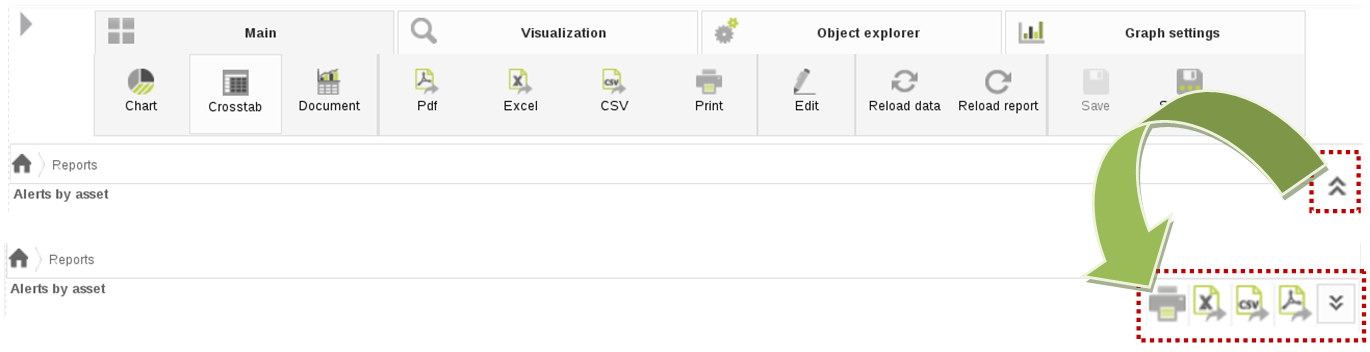 Main Visualization Object explorer Graph settings
Chart Crosstab Document Pdf Excel CSV Print Edit Reload data Reload report Save
Reports
Alerts by asset
Reports
Alerts by asset
CSV